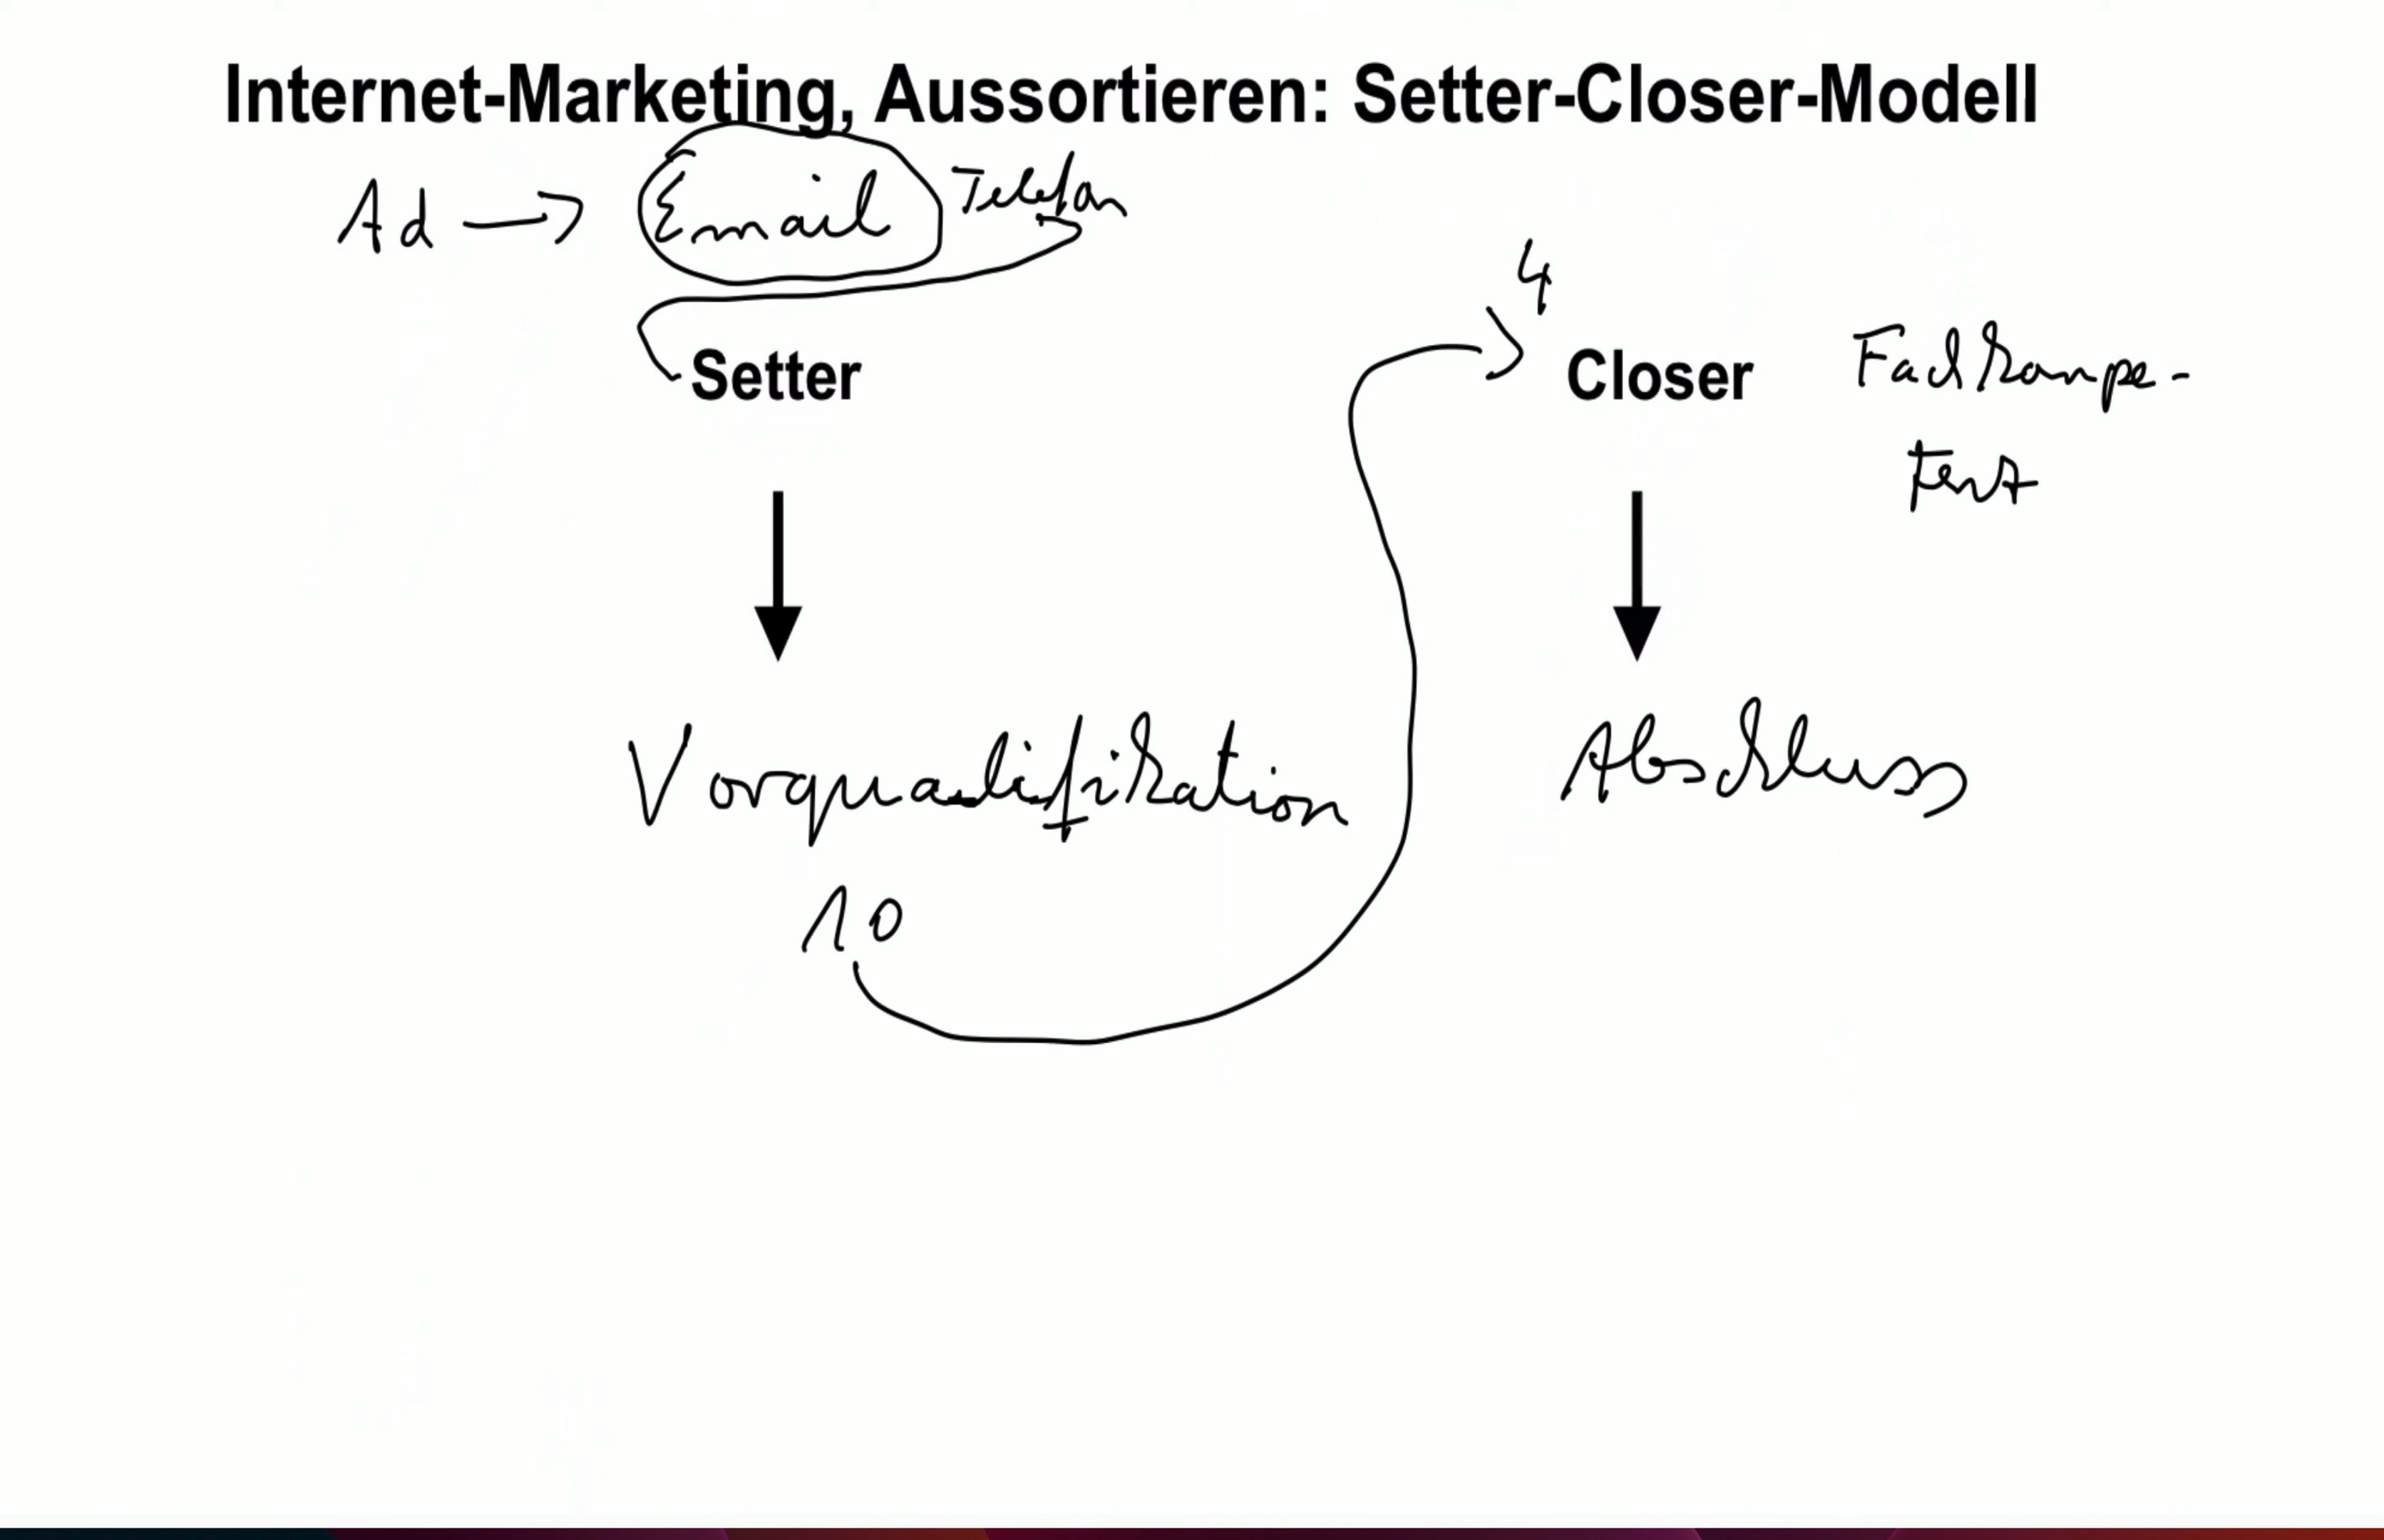 Internet-Marketing, Aussortieren: Setter-Closer-Modell
Ad → Email Telefon
4
Setter
Closer
Fachkompe-
tent
Vorqualifikation
Abschluss
10